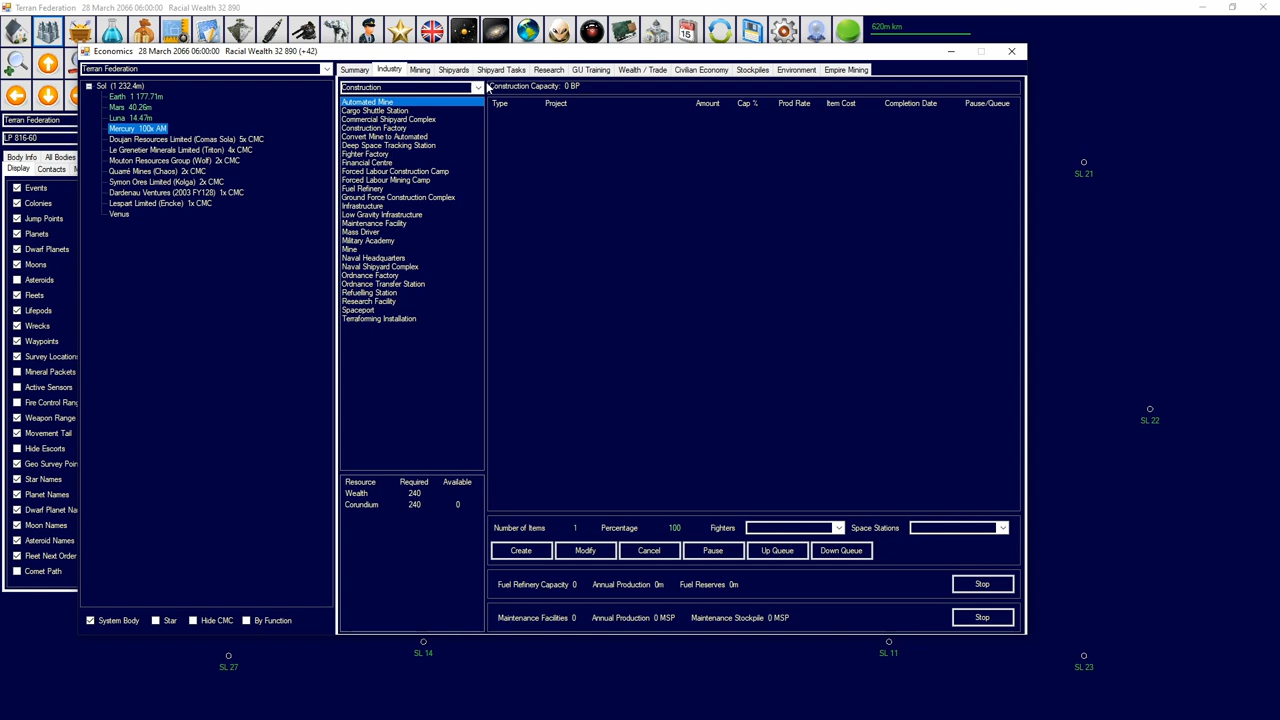 Terran Federation   28 March 2066 06:00:00   Racial Wealth 32 890
620m km
Economics   28 March 2066 06:00:00   Racial Wealth 32 890 (+42)
Terran Federation
Summary Industry Mining Shipyards Shipyard Tasks Research GU Training Wealth / Trade Civilian Economy Stockpiles Environment Empire Mining
Sol (1 232.4m)
Earth 1 177.71m
Mars 40.26m
Luna 14.47m
Mercury 100x AM
Doujan Resources Limited (Comas Sola) 5x CMC
Le Grenetier Minerals Limited (Triton) 4x CMC
Mouton Resources Group (Wolf) 2x CMC
Quarré Mines (Chaos) 2x CMC
Symon Ores Limited (Kolga) 2x CMC
Dardenau Ventures (2003 FY128) 1x CMC
Lespart Limited (Encke) 1x CMC
Venus
System Body Star Hide CMC By Function
Construction
Automated Mine
Cargo Shuttle Station
Commercial Shipyard Complex
Construction Factory
Convert Mine to Automated
Deep Space Tracking Station
Fighter Factory
Financial Centre
Forced Labour Construction Camp
Forced Labour Mining Camp
Fuel Refinery
Ground Force Construction Complex
Infrastructure
Low Gravity Infrastructure
Maintenance Facility
Mass Driver
Military Academy
Mine
Naval Headquarters
Naval Shipyard Complex
Ordnance Factory
Ordnance Transfer Station
Refuelling Station
Research Facility
Spaceport
Terraforming Installation
Resource Required Available
Wealth 240
Corundium 240 0
Construction Capacity: 0 BP
Type Project Amount Cap % Prod Rate Item Cost Completion Date Pause/Queue
Number of Items 1 Percentage 100 Fighters Space Stations
Create Modify Cancel Pause Up Queue Down Queue
Fuel Refinery Capacity 0 Annual Production 0m Fuel Reserves 0m Stop
Maintenance Facilities 0 Annual Production 0 MSP Maintenance Stockpile 0 MSP Stop
Terran Federation
LP 816-60
Body Info All Bodies
Display Contacts
Events
Colonies
Jump Points
Planets
Dwarf Planets
Moons
Asteroids
Fleets
Lifepods
Wrecks
Waypoints
Survey Locations
Mineral Packets
Active Sensors
Fire Control Rang
Weapon Range
Movement Tail
Hide Escorts
Geo Survey Poin
Star Names
Planet Names
Dwarf Planet Na
Moon Names
Asteroid Names
Fleet Next Order
Comet Path
SL 21
SL 22
SL 14
SL 11
SL 27
SL 23